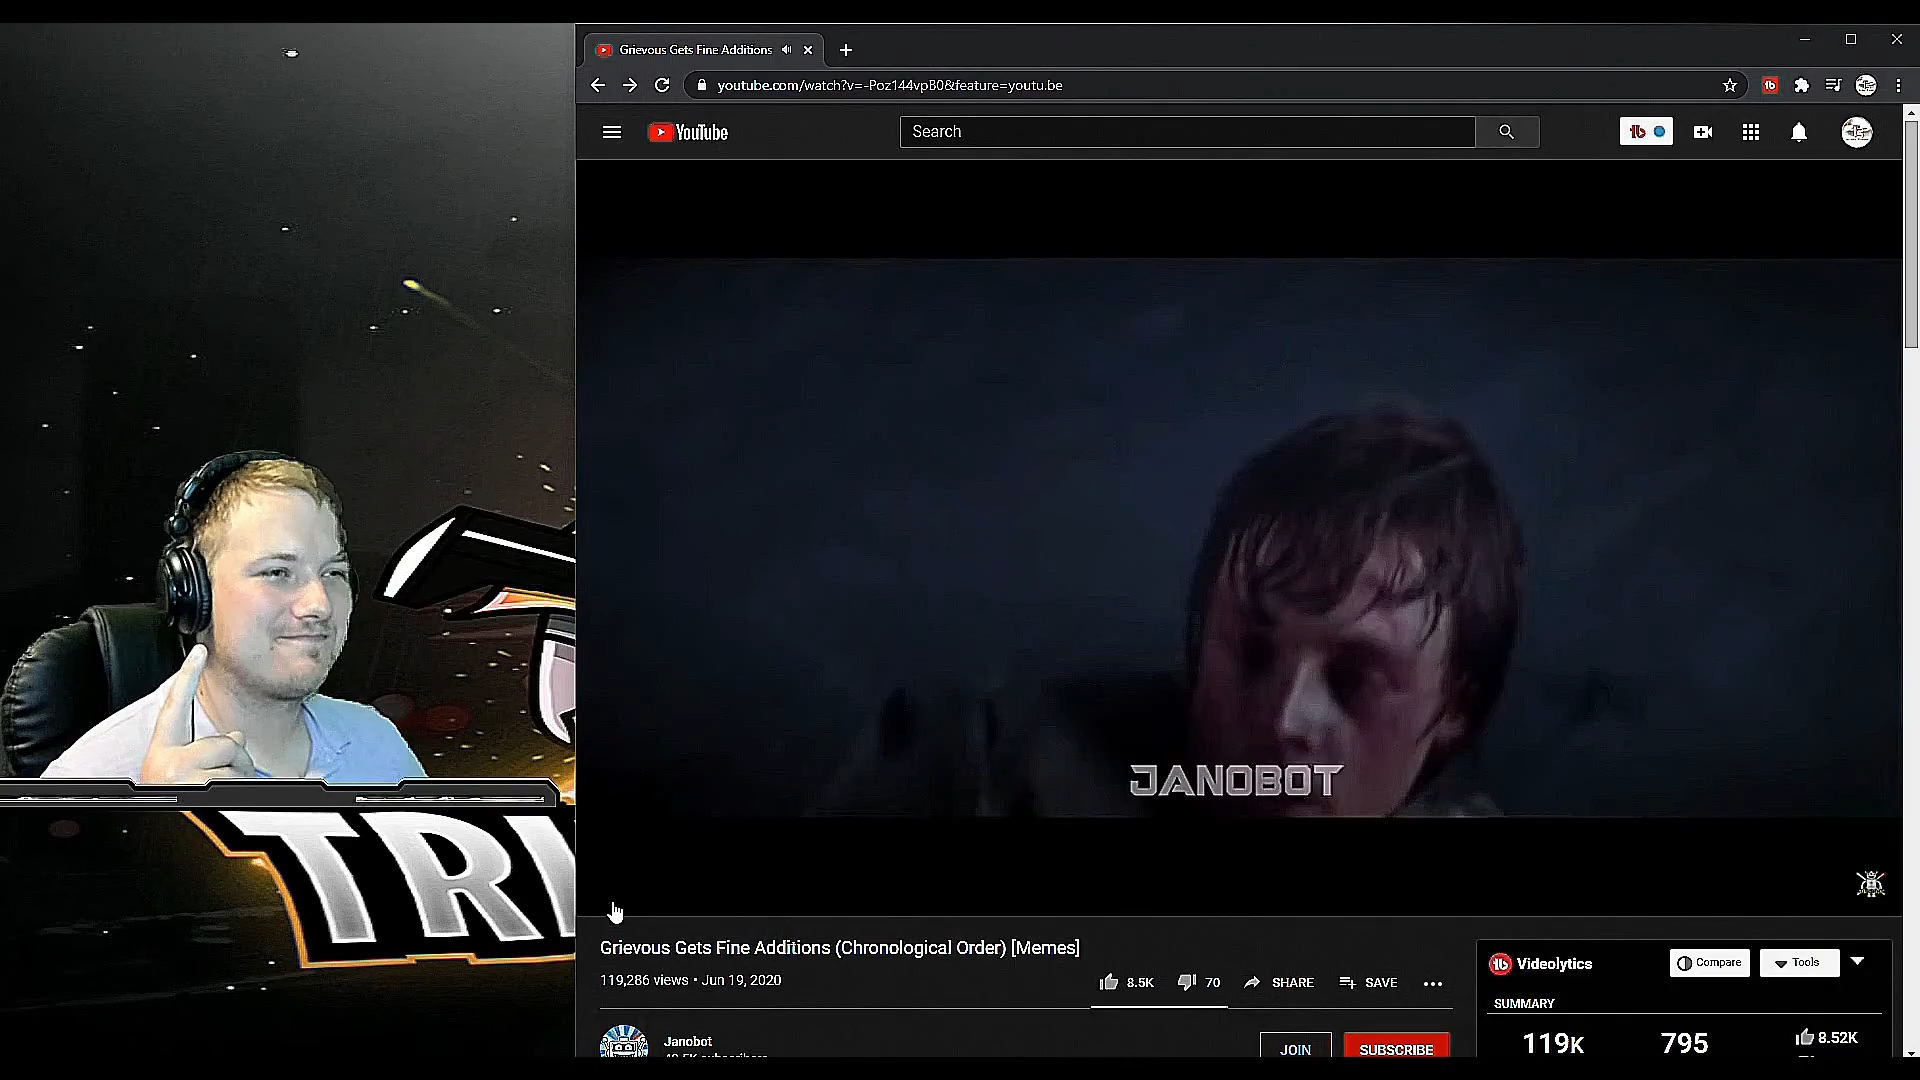 Grievous Gets Fine Additions
youtube.com/watch?v=-Poz144vpB0&feature=youtu.be
YouTube
Search
JANOBOT
TRI
Grievous Gets Fine Additions (Chronological Order) [Memes]
119,286 views • Jun 19, 2020
8.5K
70
SHARE
SAVE
Janobot
JOIN
SUBSCRIBE
Videolytics
Compare
Tools
SUMMARY
119K
795
8.52K